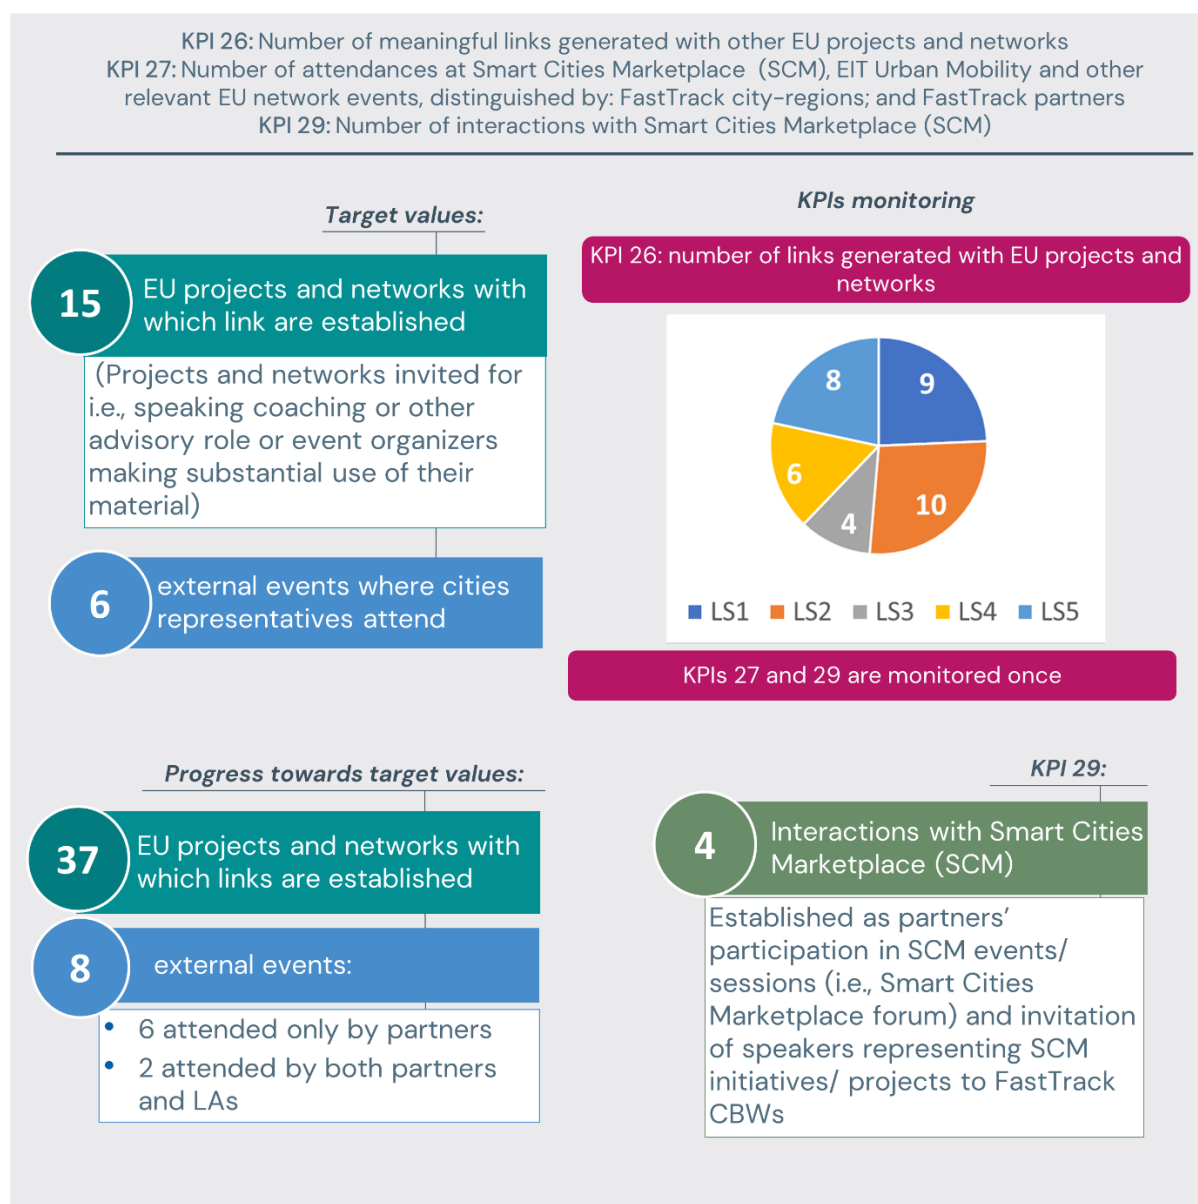 KPI 26: Number of meaningful links generated with other EU projects and networks
KPI 27: Number of attendances at Smart Cities Marketplace (SCM), EIT Urban Mobility and other
relevant EU network events, distinguished by: FastTrack city-regions; and FastTrack partners
KPI 29: Number of interactions with Smart Cities Marketplace (SCM)
Target values:
15
EU projects and networks with
which link are established
(Projects and networks invited for
i.e., speaking coaching or other
advisory role or event organizers
making substantial use of their
material)
6
external events where cities
representatives attend
KPIs monitoring
KPI 26: number of links generated with EU projects and
networks
8
9
6
4
10
LS1 LS2 LS3 LS4 LS5
KPIs 27 and 29 are monitored once
Progress towards target values:
37
EU projects and networks with
which links are established
8
external events:
• 6 attended only by partners
• 2 attended by both partners
and LAs
KPI 29:
4
Interactions with Smart Cities
Marketplace (SCM)
Established as partners’
participation in SCM events/
sessions (i.e., Smart Cities
Marketplace forum) and invitation
of speakers representing SCM
initiatives/ projects to FastTrack
CBWs